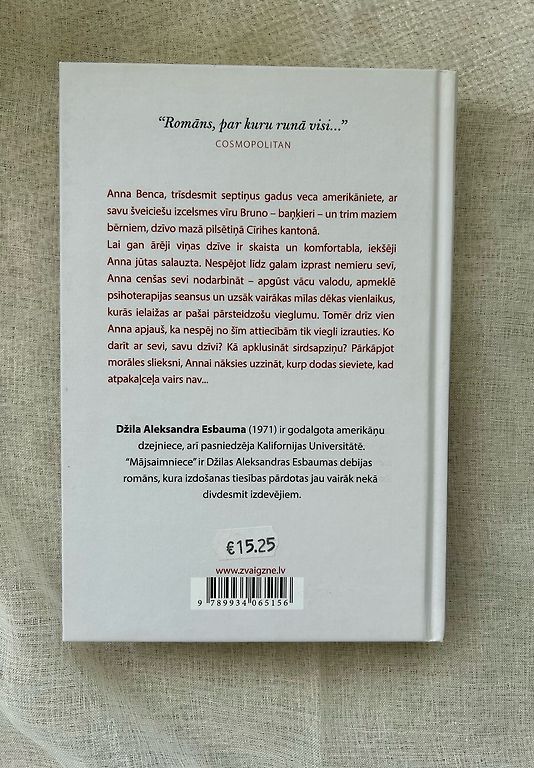 “Romāns, par kuru runā visi...”
COSMOPOLITAN
Anna Benca, trīsdesmit septiņus gadus veca amerikāniete, ar
savu šveiciešu izcelsmes vīru Bruno – baņķieri – un trim maziem
bērniem, dzīvo mazā pilsētiņā Cīrihes kantonā.
Lai gan ārēji viņas dzīve ir skaista un komfortabla, iekšēji
Anna jūtas salauzta. Nespējot līdz galam izprast nemieru sevī,
Anna cenšas sevi nodarbināt – apgūst vācu valodu, apmeklē
psihoterapijas seansus un uzsāk vairākas mīlas dēkas vienlaikus,
kurās ielaižas ar pašai pārsteidzošu vieglumu. Tomēr drīz vien
Anna apjauš, ka nespēj no šīm attiecībām tik viegli izrauties. Ko
darīt ar sevi, savu dzīvi? Kā apklusināt sirdsapziņu? Pārkāpjot
morāles slieksni, Annai nāksies uzzināt, kurp dodas sieviete, kad
atpakaļceļa vairs nav...
Džila Aleksandra Esbauma (1971) ir godalgota amerikāņu
dzejniece, arī pasniedzēja Kalifornijas Universitātē.
“Mājsaimniece” ir Džilas Aleksandras Esbaumas debijas
romāns, kura izdošanas tiesības pārdotas jau vairāk nekā
divdesmit izdevējiem.
€15.25
www.zvaigzne.lv
9 789934 065156